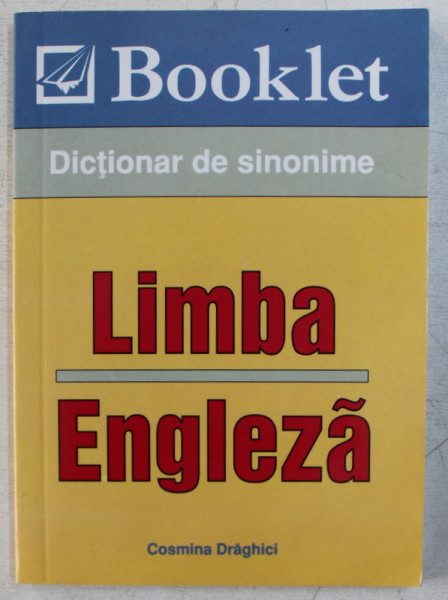 Booklet
Dicţionar de sinonime
Limba
Engleză
Cosmina Drăghici